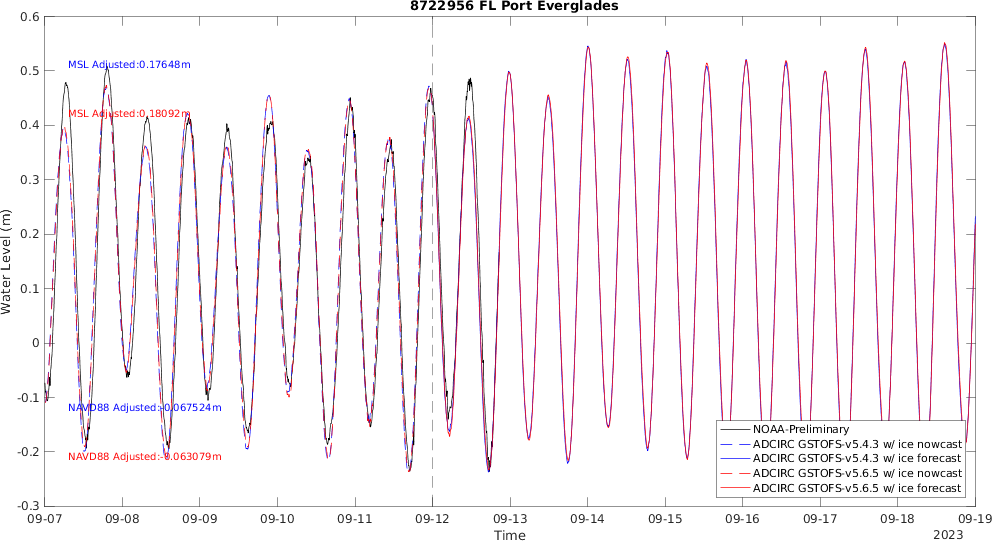 8722956 FL Port Everglades
0.6
0.5
0.4
0.3
0.2
0.1
0
-0.1
-0.2
-0.3
Water Level (m)
MSL Adjusted:0.17648m
MSL Adjusted:0.18092m
NAVD88 Adjusted:-0.067524m
NAVD88 Adjusted:-0.063079m
NOAA-Preliminary
ADCIRC GSTOFS-v5.4.3 w/ ice nowcast
ADCIRC GSTOFS-v5.4.3 w/ ice forecast
ADCIRC GSTOFS-v5.6.5 w/ ice nowcast
ADCIRC GSTOFS-v5.6.5 w/ ice forecast
09-07 09-08 09-09 09-10 09-11 09-12 09-13 09-14 09-15 09-16 09-17 09-18 09-19
Time
2023